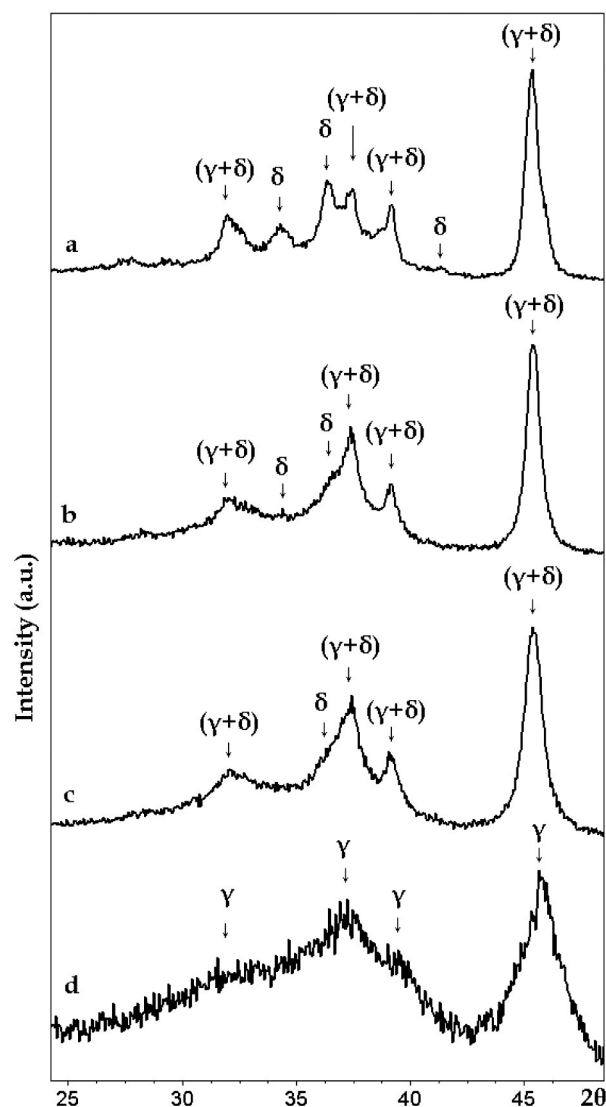 (γ+δ)
(γ+δ)
δ
(γ+δ)
(γ+δ)
δ
δ
a
(γ+δ)
(γ+δ)
δ
(γ+δ)
(γ+δ)
δ
b
(γ+δ)
(γ+δ)
δ
(γ+δ)
(γ+δ)
c
γ
γ
γ
γ
d
Intensity (a.u.)
25 30 35 40 45 2θ